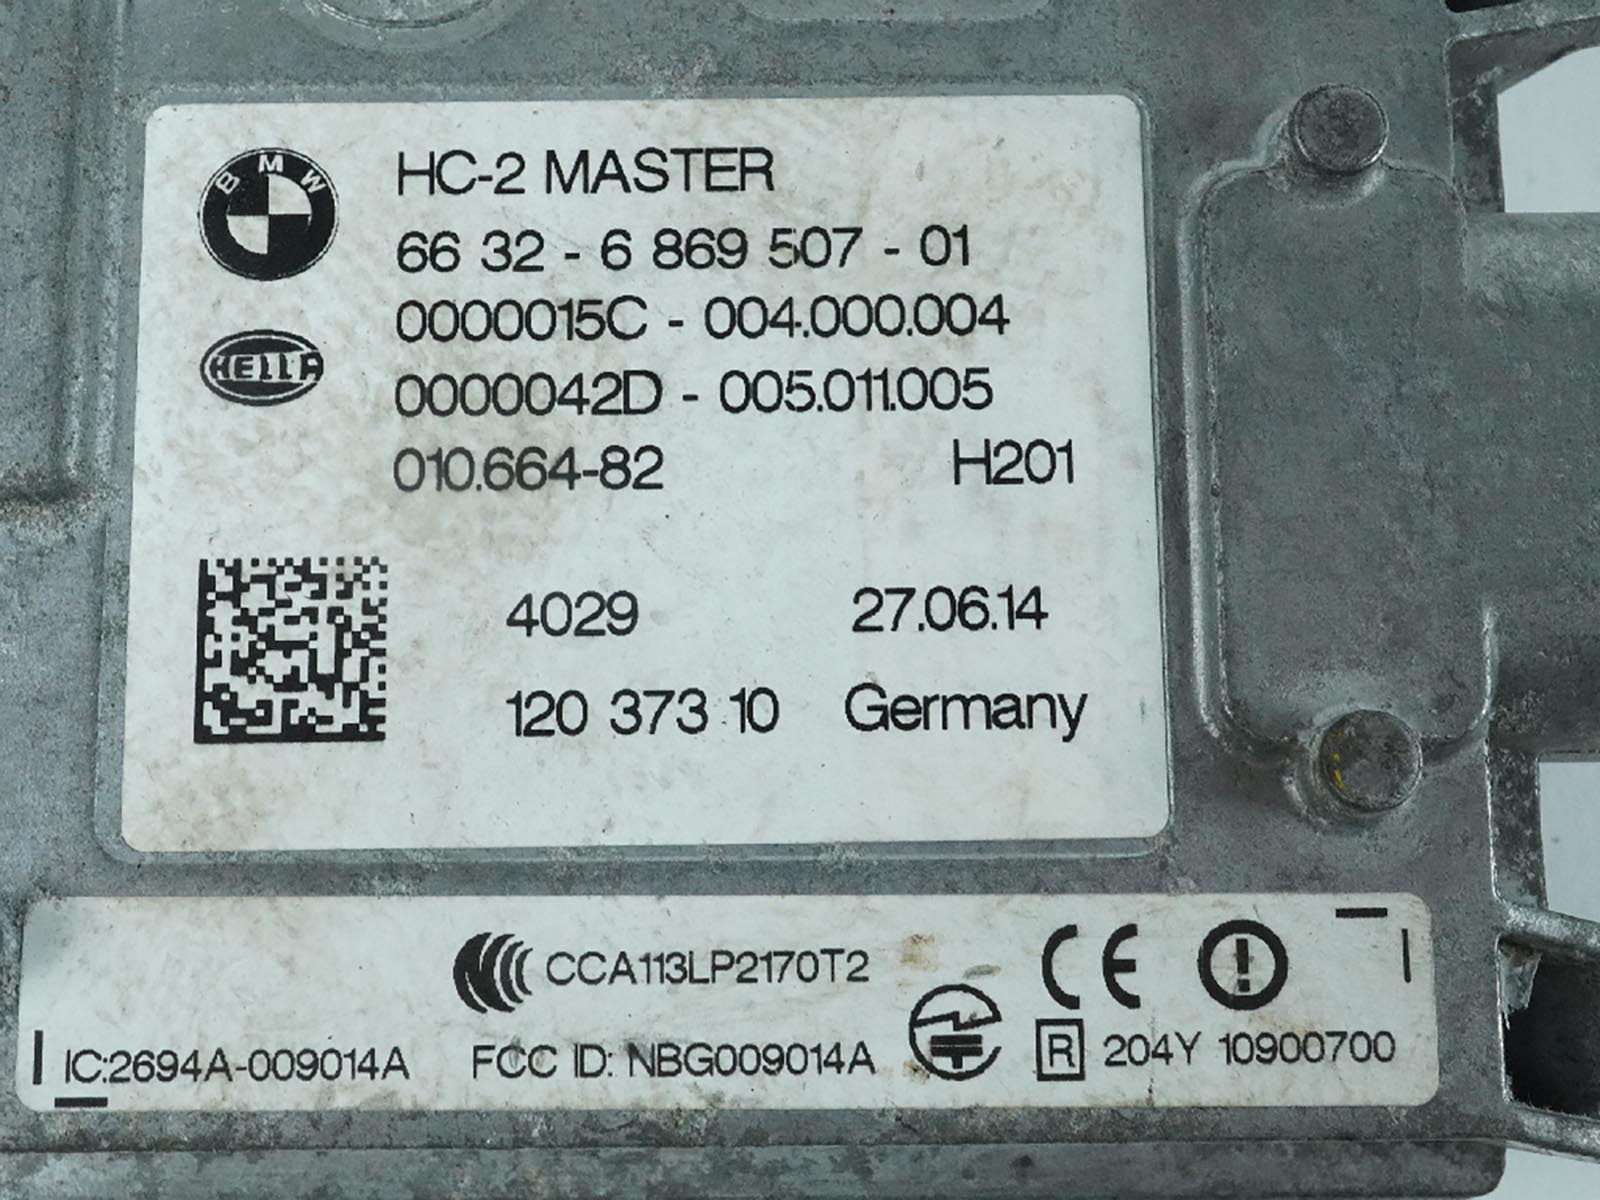 BMW
HC-2 MASTER
66 32 - 6 869 507 - 01
0000015C - 004.000.004
HELLA
0000042D - 005.011.005
010.664-82 H201
4029 27.06.14
120 373 10 Germany
CCA113LP2170T2 CE
IC:2694A-009014A FCC ID: NBG009014A R 204Y 10900700